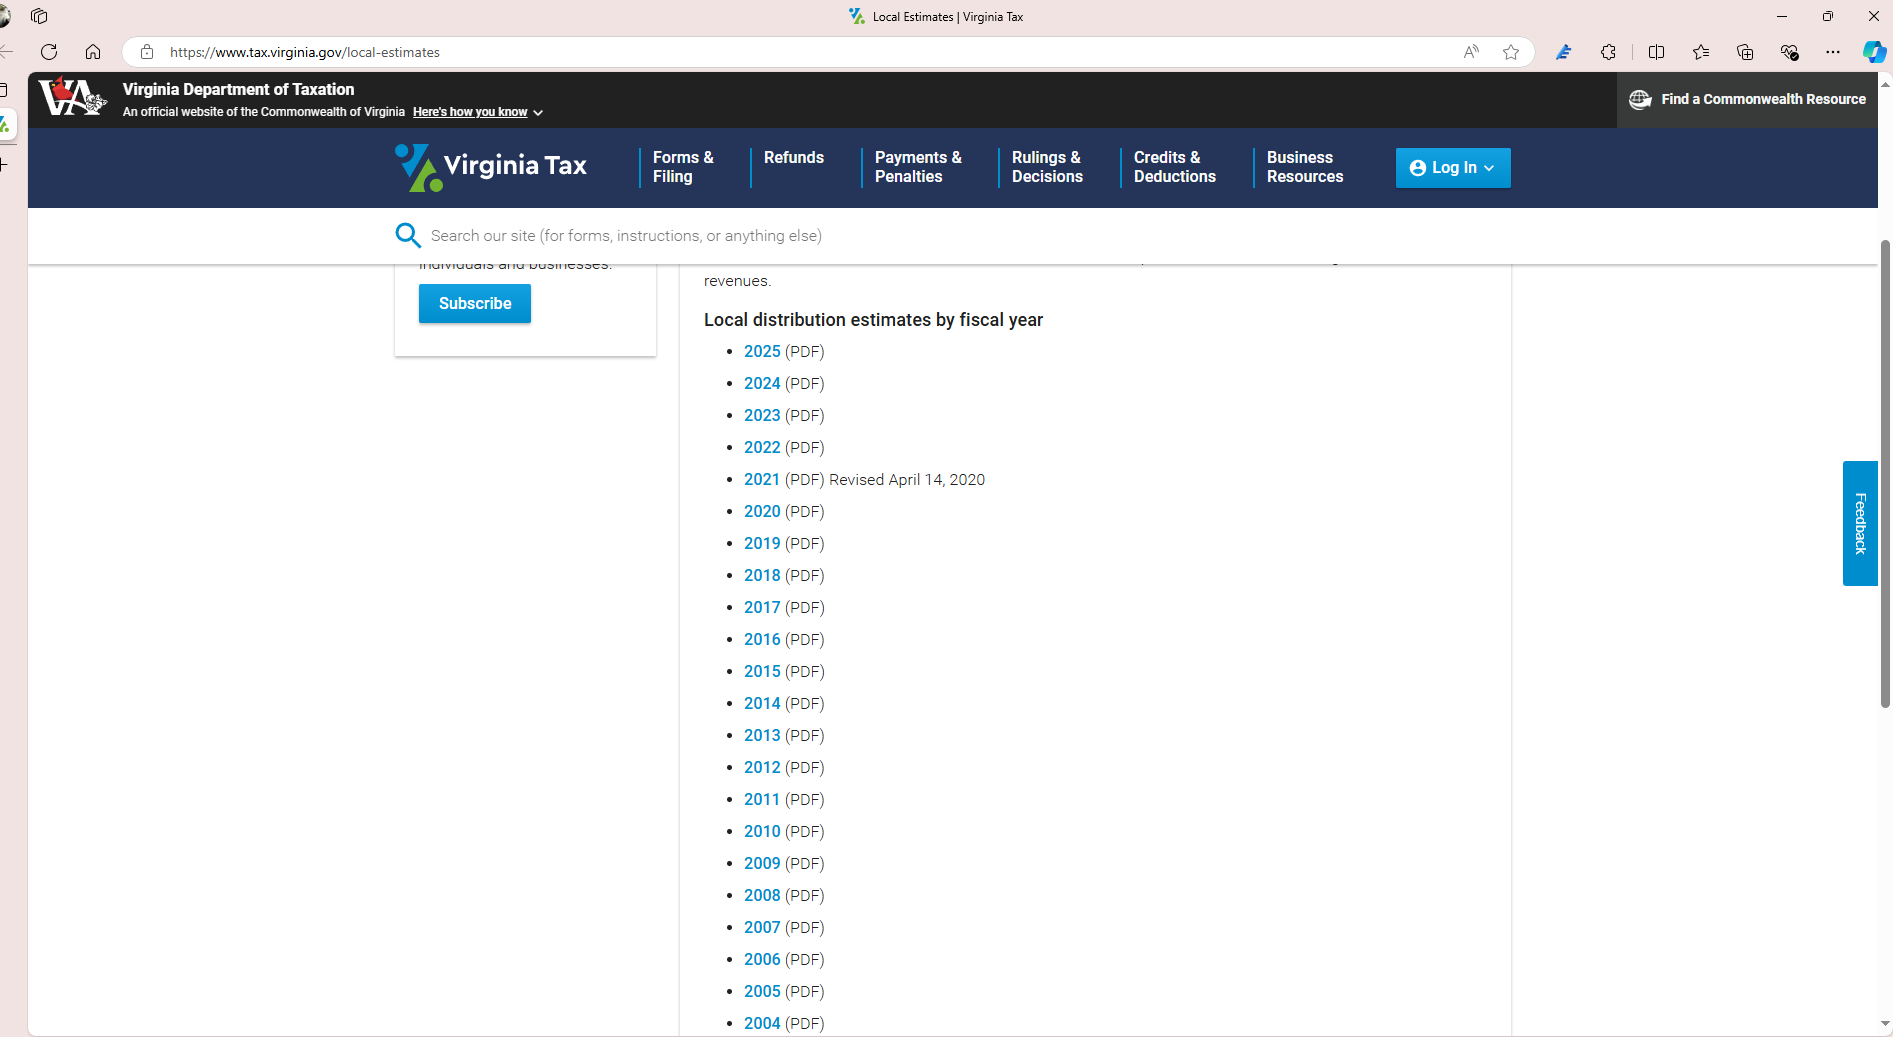 Local Estimates | Virginia Tax
https://www.tax.virginia.gov/local-estimates
VA
Virginia Department of Taxation
An official website of the Commonwealth of Virginia Here's how you know
Find a Commonwealth Resource
Virginia Tax
Forms &
Filing
Refunds
Payments &
Penalties
Rulings &
Decisions
Credits &
Deductions
Business
Resources
Log In
Search our site (for forms, instructions, or anything else)
individuals and businesses.
Subscribe
revenues.
Local distribution estimates by fiscal year
• 2025 (PDF)
• 2024 (PDF)
• 2023 (PDF)
• 2022 (PDF)
• 2021 (PDF) Revised April 14, 2020
• 2020 (PDF)
• 2019 (PDF)
• 2018 (PDF)
• 2017 (PDF)
• 2016 (PDF)
• 2015 (PDF)
• 2014 (PDF)
• 2013 (PDF)
• 2012 (PDF)
• 2011 (PDF)
• 2010 (PDF)
• 2009 (PDF)
• 2008 (PDF)
• 2007 (PDF)
• 2006 (PDF)
• 2005 (PDF)
• 2004 (PDF)
Feedback